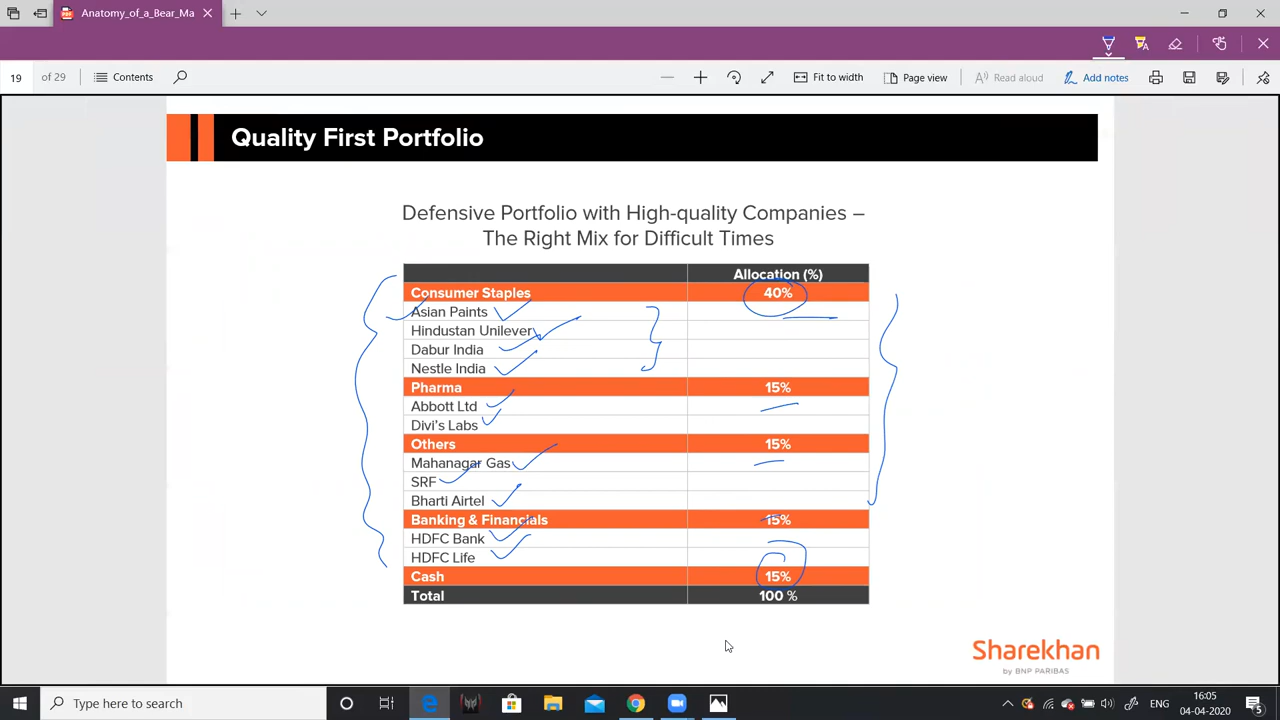 Anatomy_of_a_Bear_Ma
19 of 29 Contents Fit to width Page view Read aloud Add notes
Quality First Portfolio
Defensive Portfolio with High-quality Companies –
The Right Mix for Difficult Times
Allocation (%)
Consumer Staples 40%
Asian Paints
Hindustan Unilever
Dabur India
Nestle India
Pharma 15%
Abbott Ltd
Divi's Labs
Others 15%
Mahanagar Gas
SRF
Bharti Airtel
Banking & Financials 15%
HDFC Bank
HDFC Life
Cash 15%
Total 100 %
Sharekhan
by BNP PARIBAS
Type here to search
ENG
16:05
04-04-2020
5